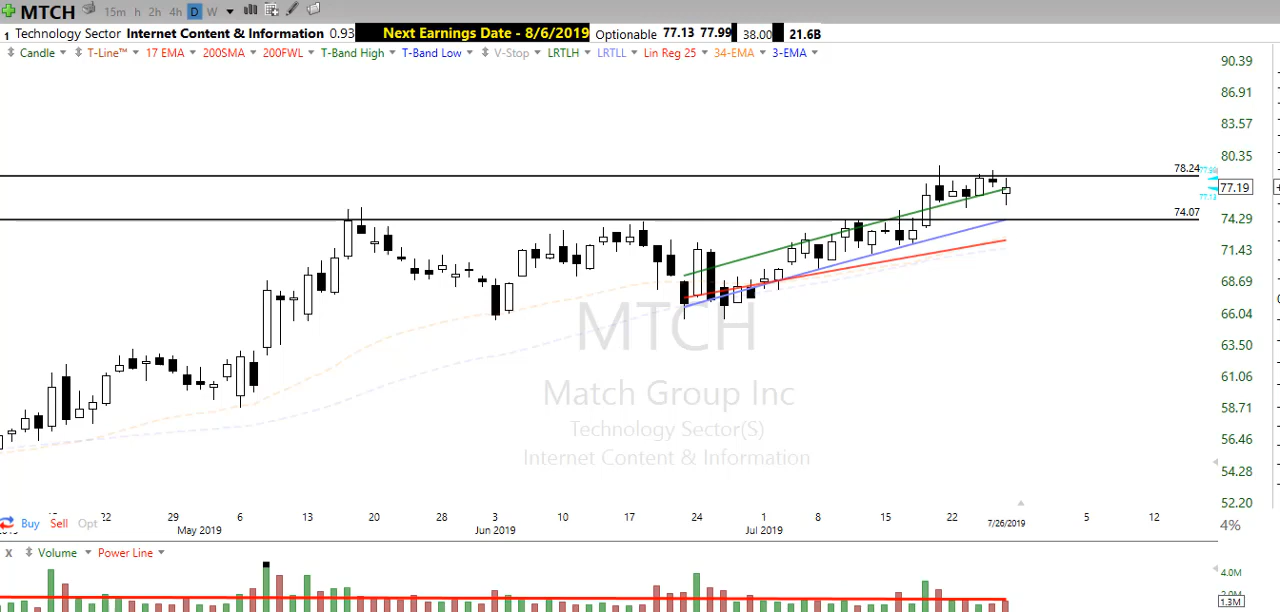 MTCH 15m h 2h 4h D W
1 Technology Sector Internet Content & Information 0.93 Next Earnings Date - 8/6/2019 Optionable 77.13 77.99 38.00 21.6B
Candle T-Line™ 17 EMA 200SMA 200FWL T-Band High T-Band Low V-Stop LRTLH LRTLL Lin Reg 25 34-EMA 3-EMA
90.39
86.91
83.57
80.35
78.24 77.99
77.19
77.13
74.07 74.29
71.43
68.69
66.04
63.50
61.06
58.71
56.46
54.28
52.20
MTCH
Match Group Inc
Technology Sector(S)
Internet Content & Information
Buy Sell Opt
29 6 13 20 28 3 10 17 24 1 8 15 22 7/26/2019 5 12
May 2019 Jun 2019 Jul 2019
4%
X Volume Power Line
4.0M
1.3M